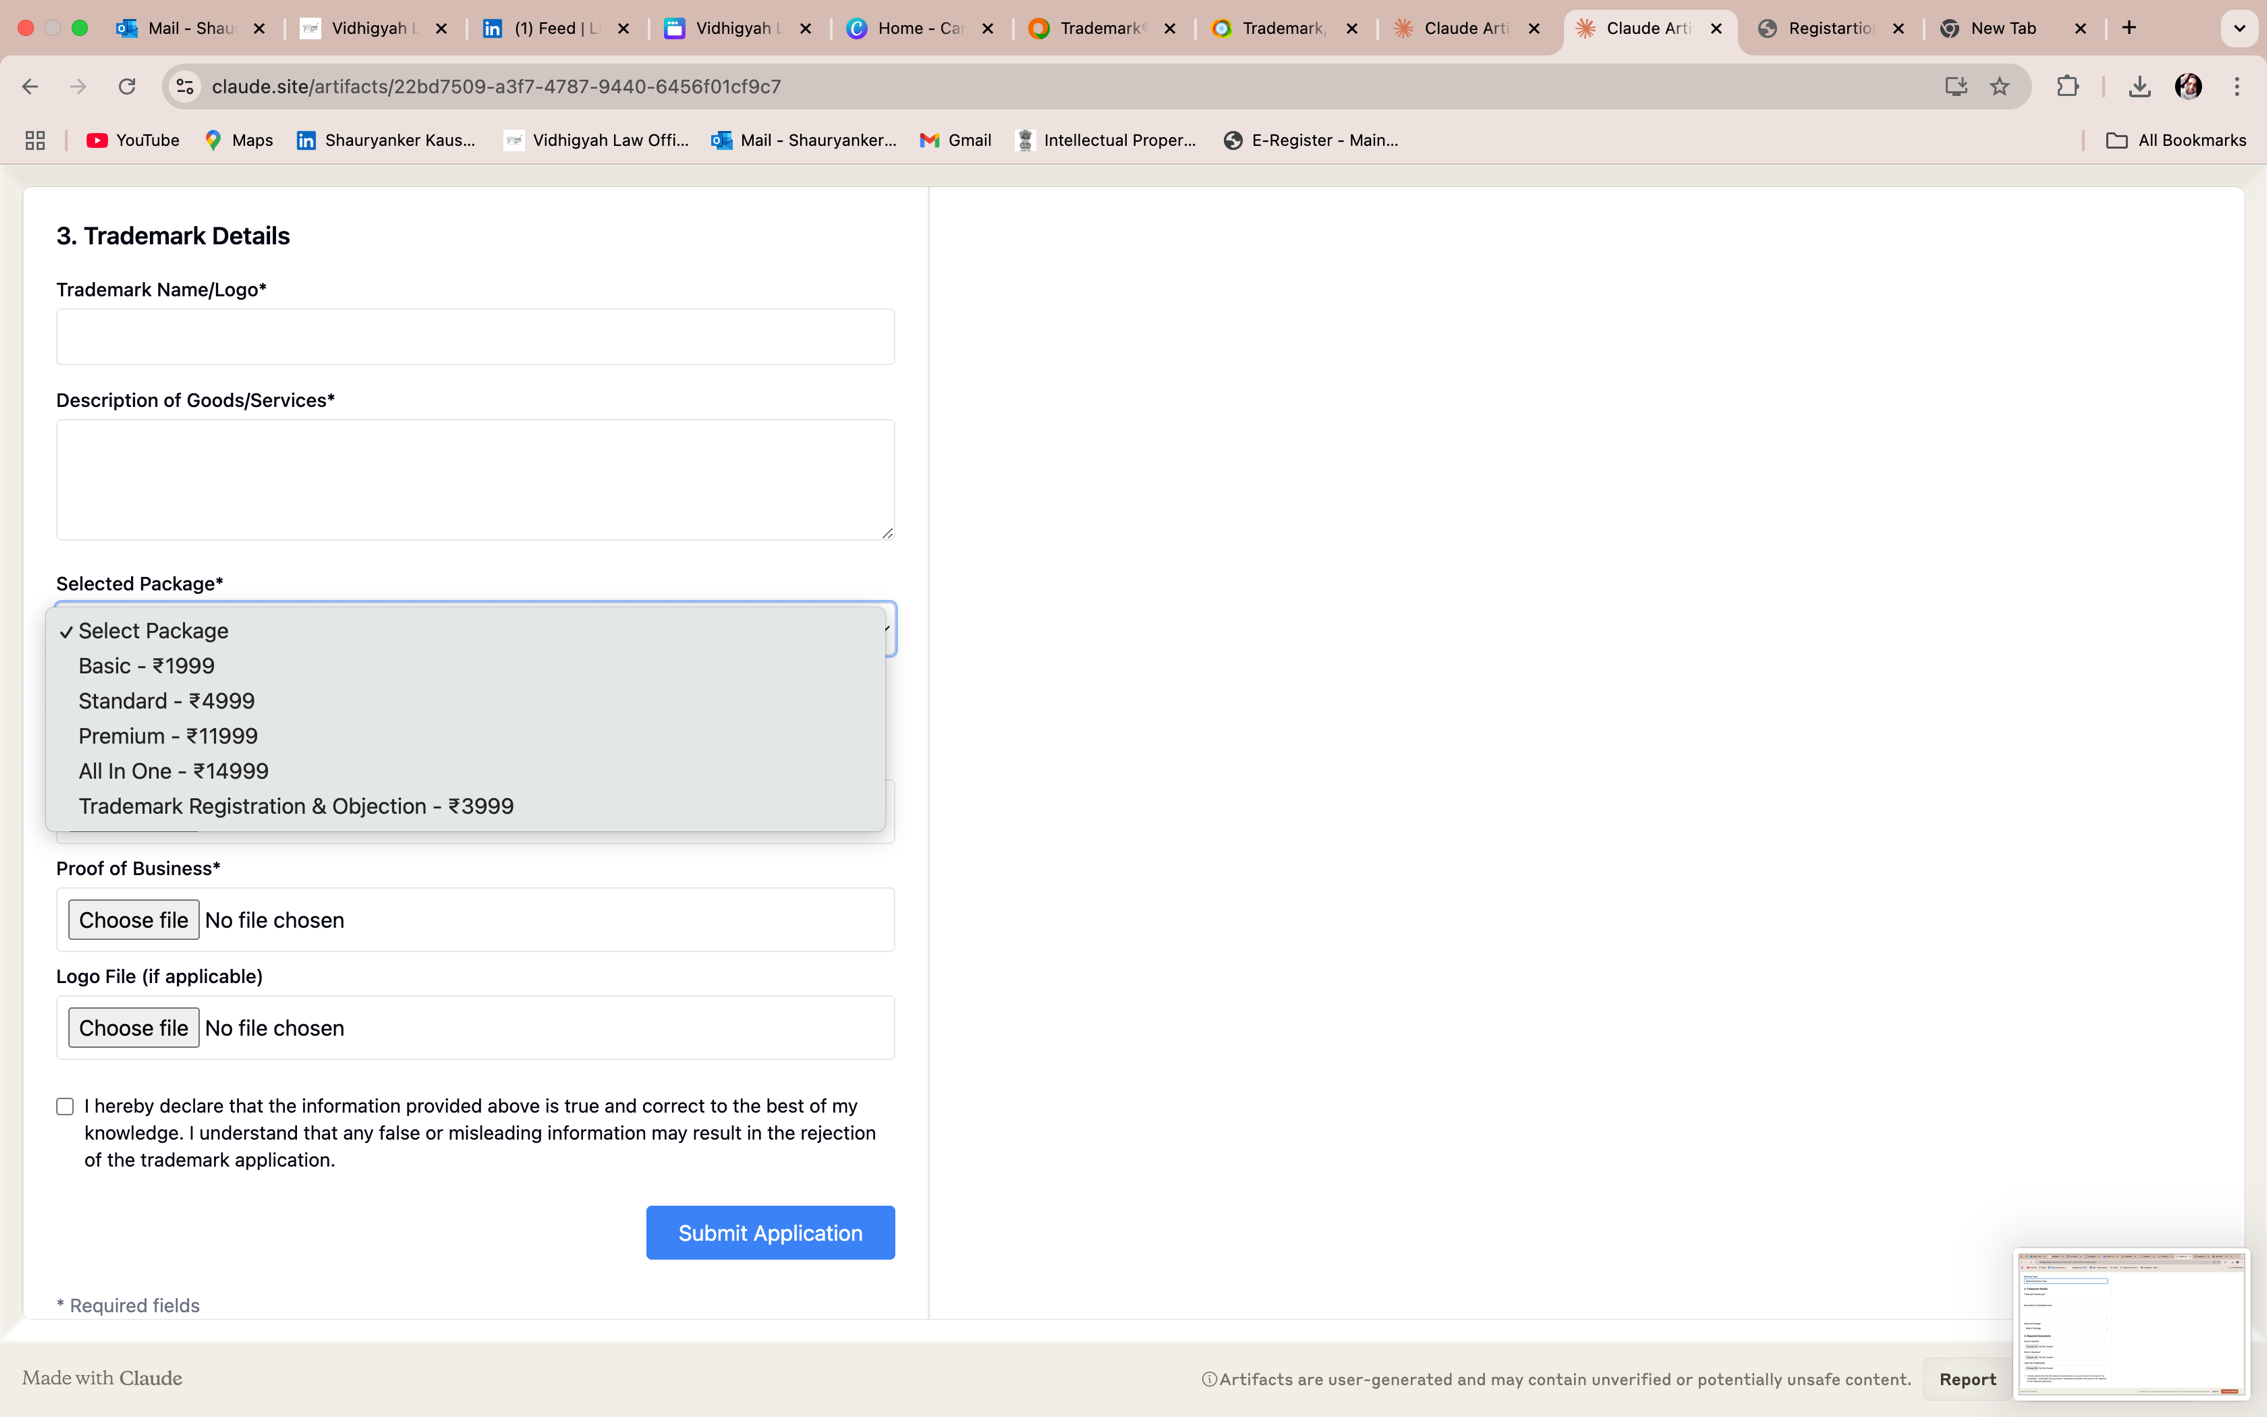 Mail - Shau
Vidhigyah L
(1) Feed | L
Vidhigyah L
Home - Can
Trademark
Trademark,
Claude Arti
Claude Arti
Registartion
New Tab
claude.site/artifacts/22bd7509-a3f7-4787-9440-6456f01cf9c7
YouTube
Maps
Shauryanker Kaus...
Vidhigyah Law Offi...
Mail - Shauryanker...
Gmail
Intellectual Proper...
E-Register - Main...
All Bookmarks
3. Trademark Details
Trademark Name/Logo*
Description of Goods/Services*
Selected Package*
✓ Select Package
Basic - ₹1999
Standard - ₹4999
Premium - ₹11999
All In One - ₹14999
Trademark Registration & Objection - ₹3999
Proof of Business*
Choose file No file chosen
Logo File (if applicable)
Choose file No file chosen
I hereby declare that the information provided above is true and correct to the best of my
knowledge. I understand that any false or misleading information may result in the rejection
of the trademark application.
Submit Application
* Required fields
Made with Claude
Artifacts are user-generated and may contain unverified or potentially unsafe content.
Report